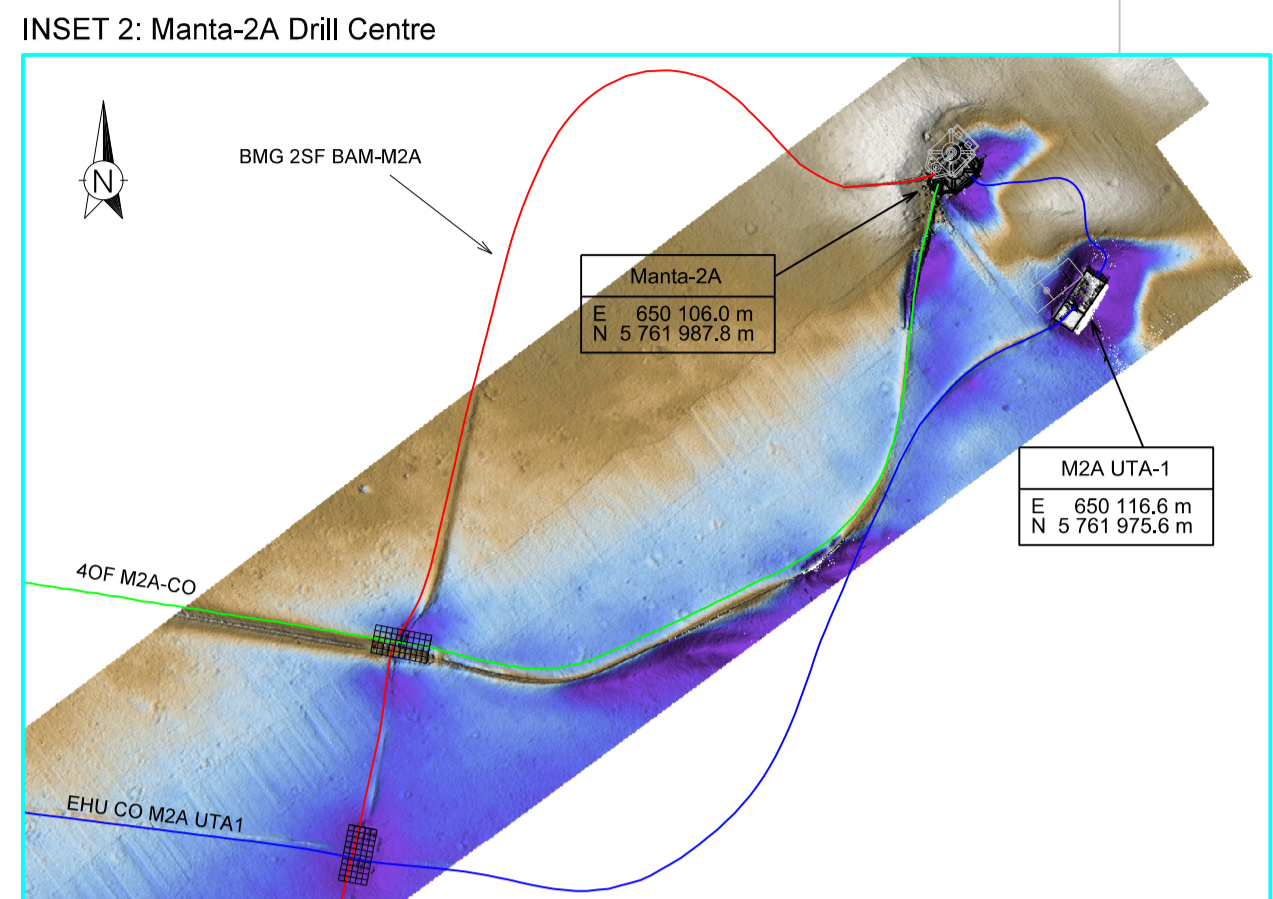 INSET 2: Manta-2A Drill Centre
N
BMG 2SF BAM-M2A
Manta-2A
E 650 106.0 m
N 5 761 987.8 m
M2A UTA-1
E 650 116.6 m
N 5 761 975.6 m
4OF M2A-CO
EHU CO M2A UTA1